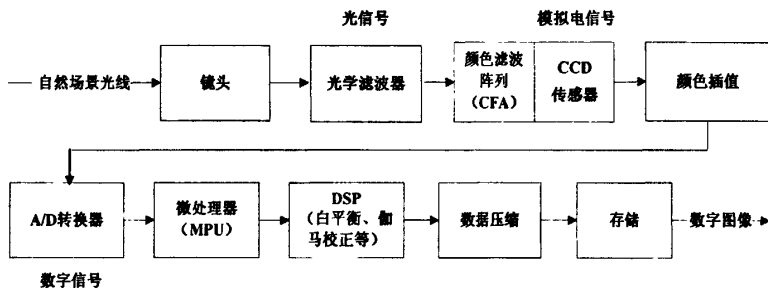 光信号
模拟电信号
自然场景光线
镜头
光学滤波器
颜色滤波
阵列
(CFA)
CCD
传感器
颜色插值
A/D转换器
微处理器
(MPU)
DSP
(白平衡、伽
马校正等)
数据压缩
存储
数字图像
数字信号